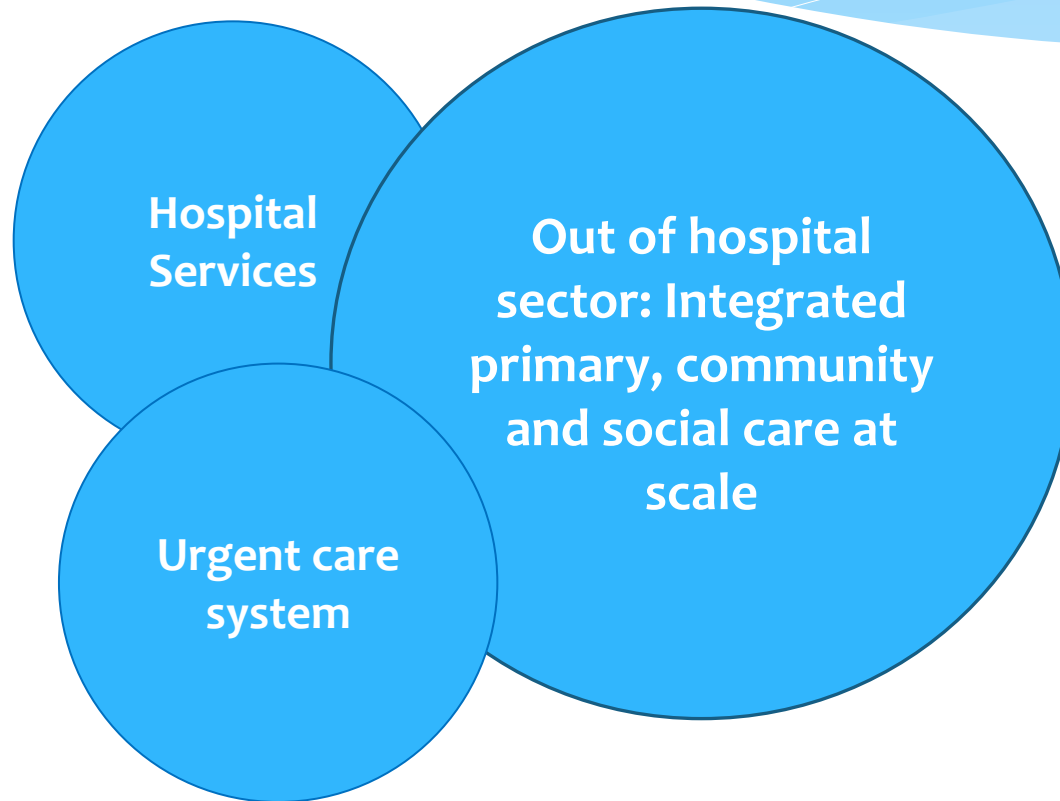 Hospital
Services
Out of hospital
sector: Integrated
primary, community
and social care at
scale
Urgent care
system